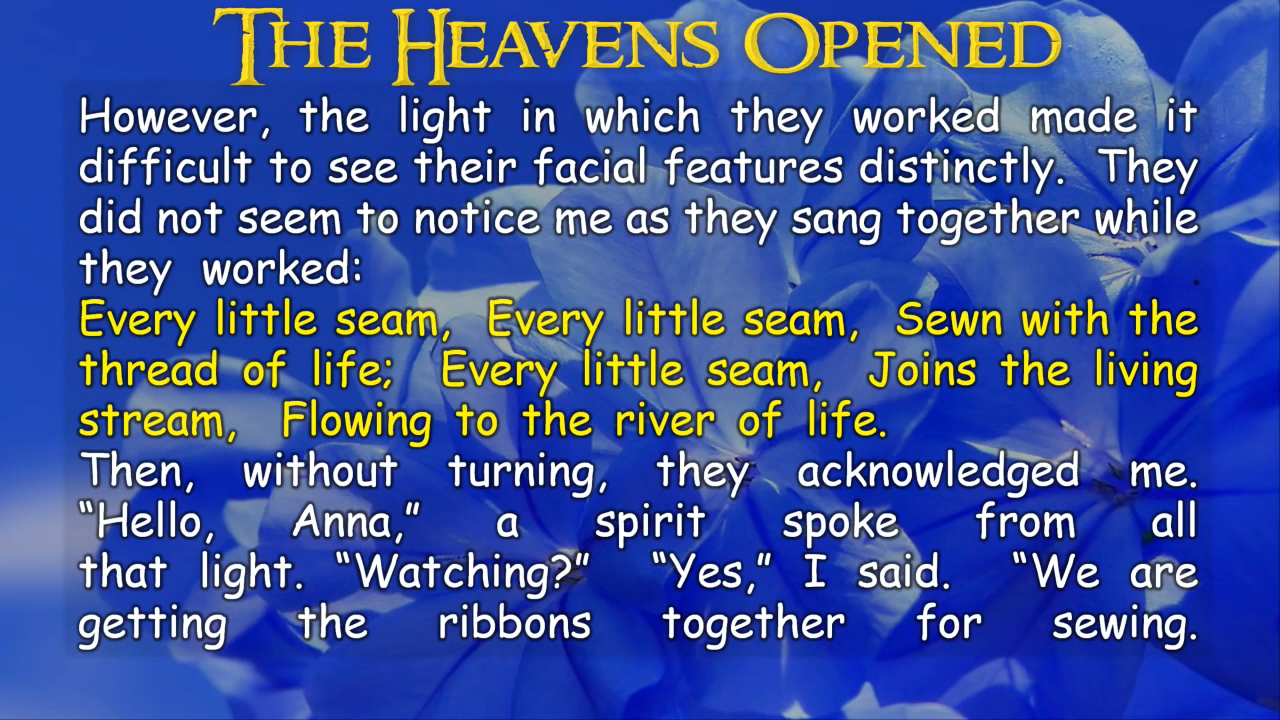 The Heavens Opened
However, the light in which they worked made it
difficult to see their facial features distinctly. They
did not seem to notice me as they sang together while
they worked:
Every little seam, Every little seam, Sewn with the
thread of life; Every little seam, Joins the living
stream, Flowing to the river of life.
Then, without turning, they acknowledged me.
“Hello, Anna,” a spirit spoke from all
that light. “Watching?” “Yes,” I said. “We are
getting the ribbons together for sewing.